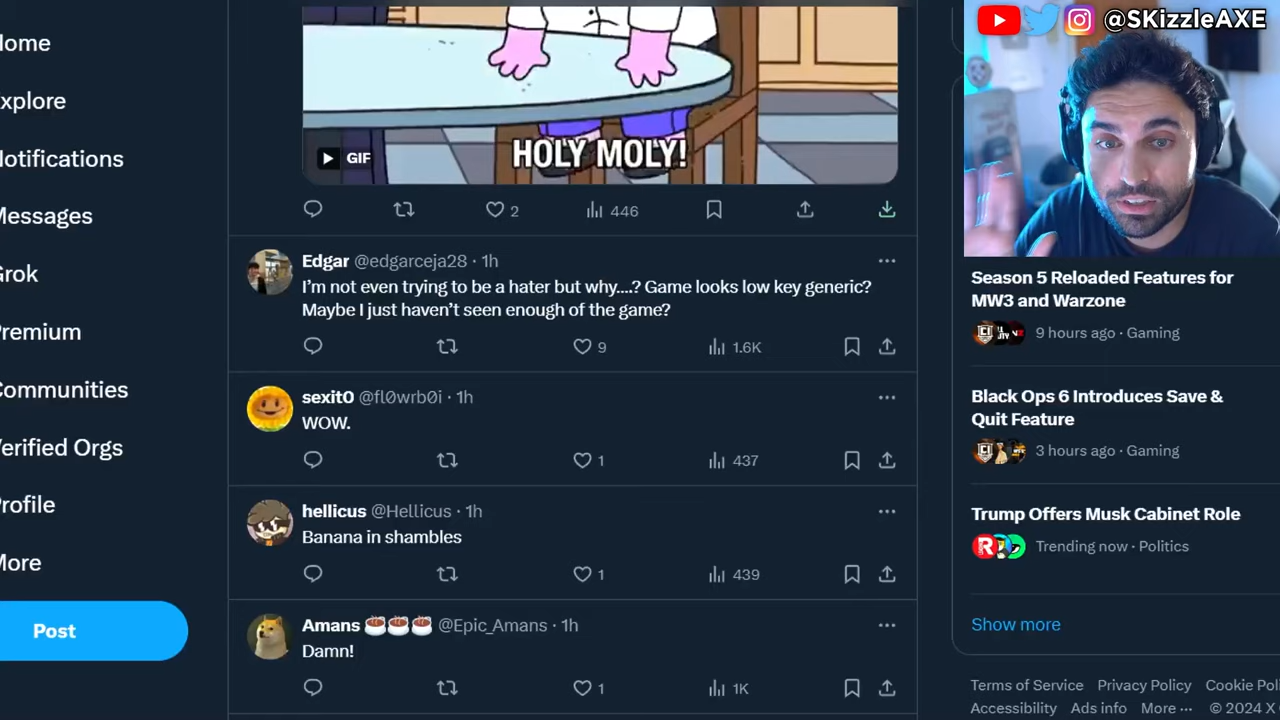 ome
xplore
otifications
Messages
Grok
remium
ommunities
erified Orgs
rofile
More
Post
HOLY MOLY!
GIF
2
446
Edgar @edgarceja28 · 1h
I'm not even trying to be a hater but why....? Game looks low key generic?
Maybe I just haven't seen enough of the game?
9
1.6K
sexit0 @fl0wrb0i · 1h
WOW.
1
437
hellicus @Hellicus · 1h
Banana in shambles
1
439
Amans @Epic_Amans · 1h
Damn!
1
1K
@SKizzleAXE
Season 5 Reloaded Features for
MW3 and Warzone
9 hours ago · Gaming
Black Ops 6 Introduces Save &
Quit Feature
3 hours ago · Gaming
Trump Offers Musk Cabinet Role
Trending now · Politics
Show more
Terms of Service Privacy Policy Cookie Pol
Accessibility Ads info More ··· © 2024 X